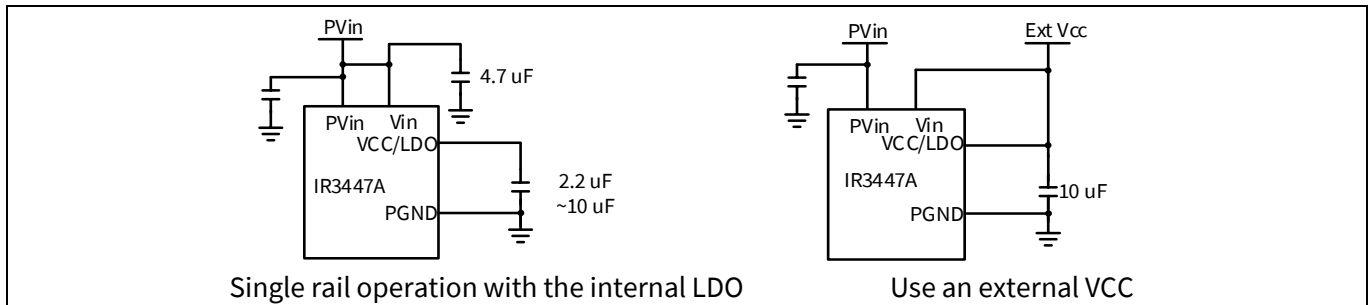 PVin
4.7 uF
PVin Vin
VCC/LDO
IR3447A
2.2 uF
~10 uF
PGND
Single rail operation with the internal LDO
PVin
Ext Vcc
PVin Vin
VCC/LDO
IR3447A
10 uF
PGND
Use an external VCC